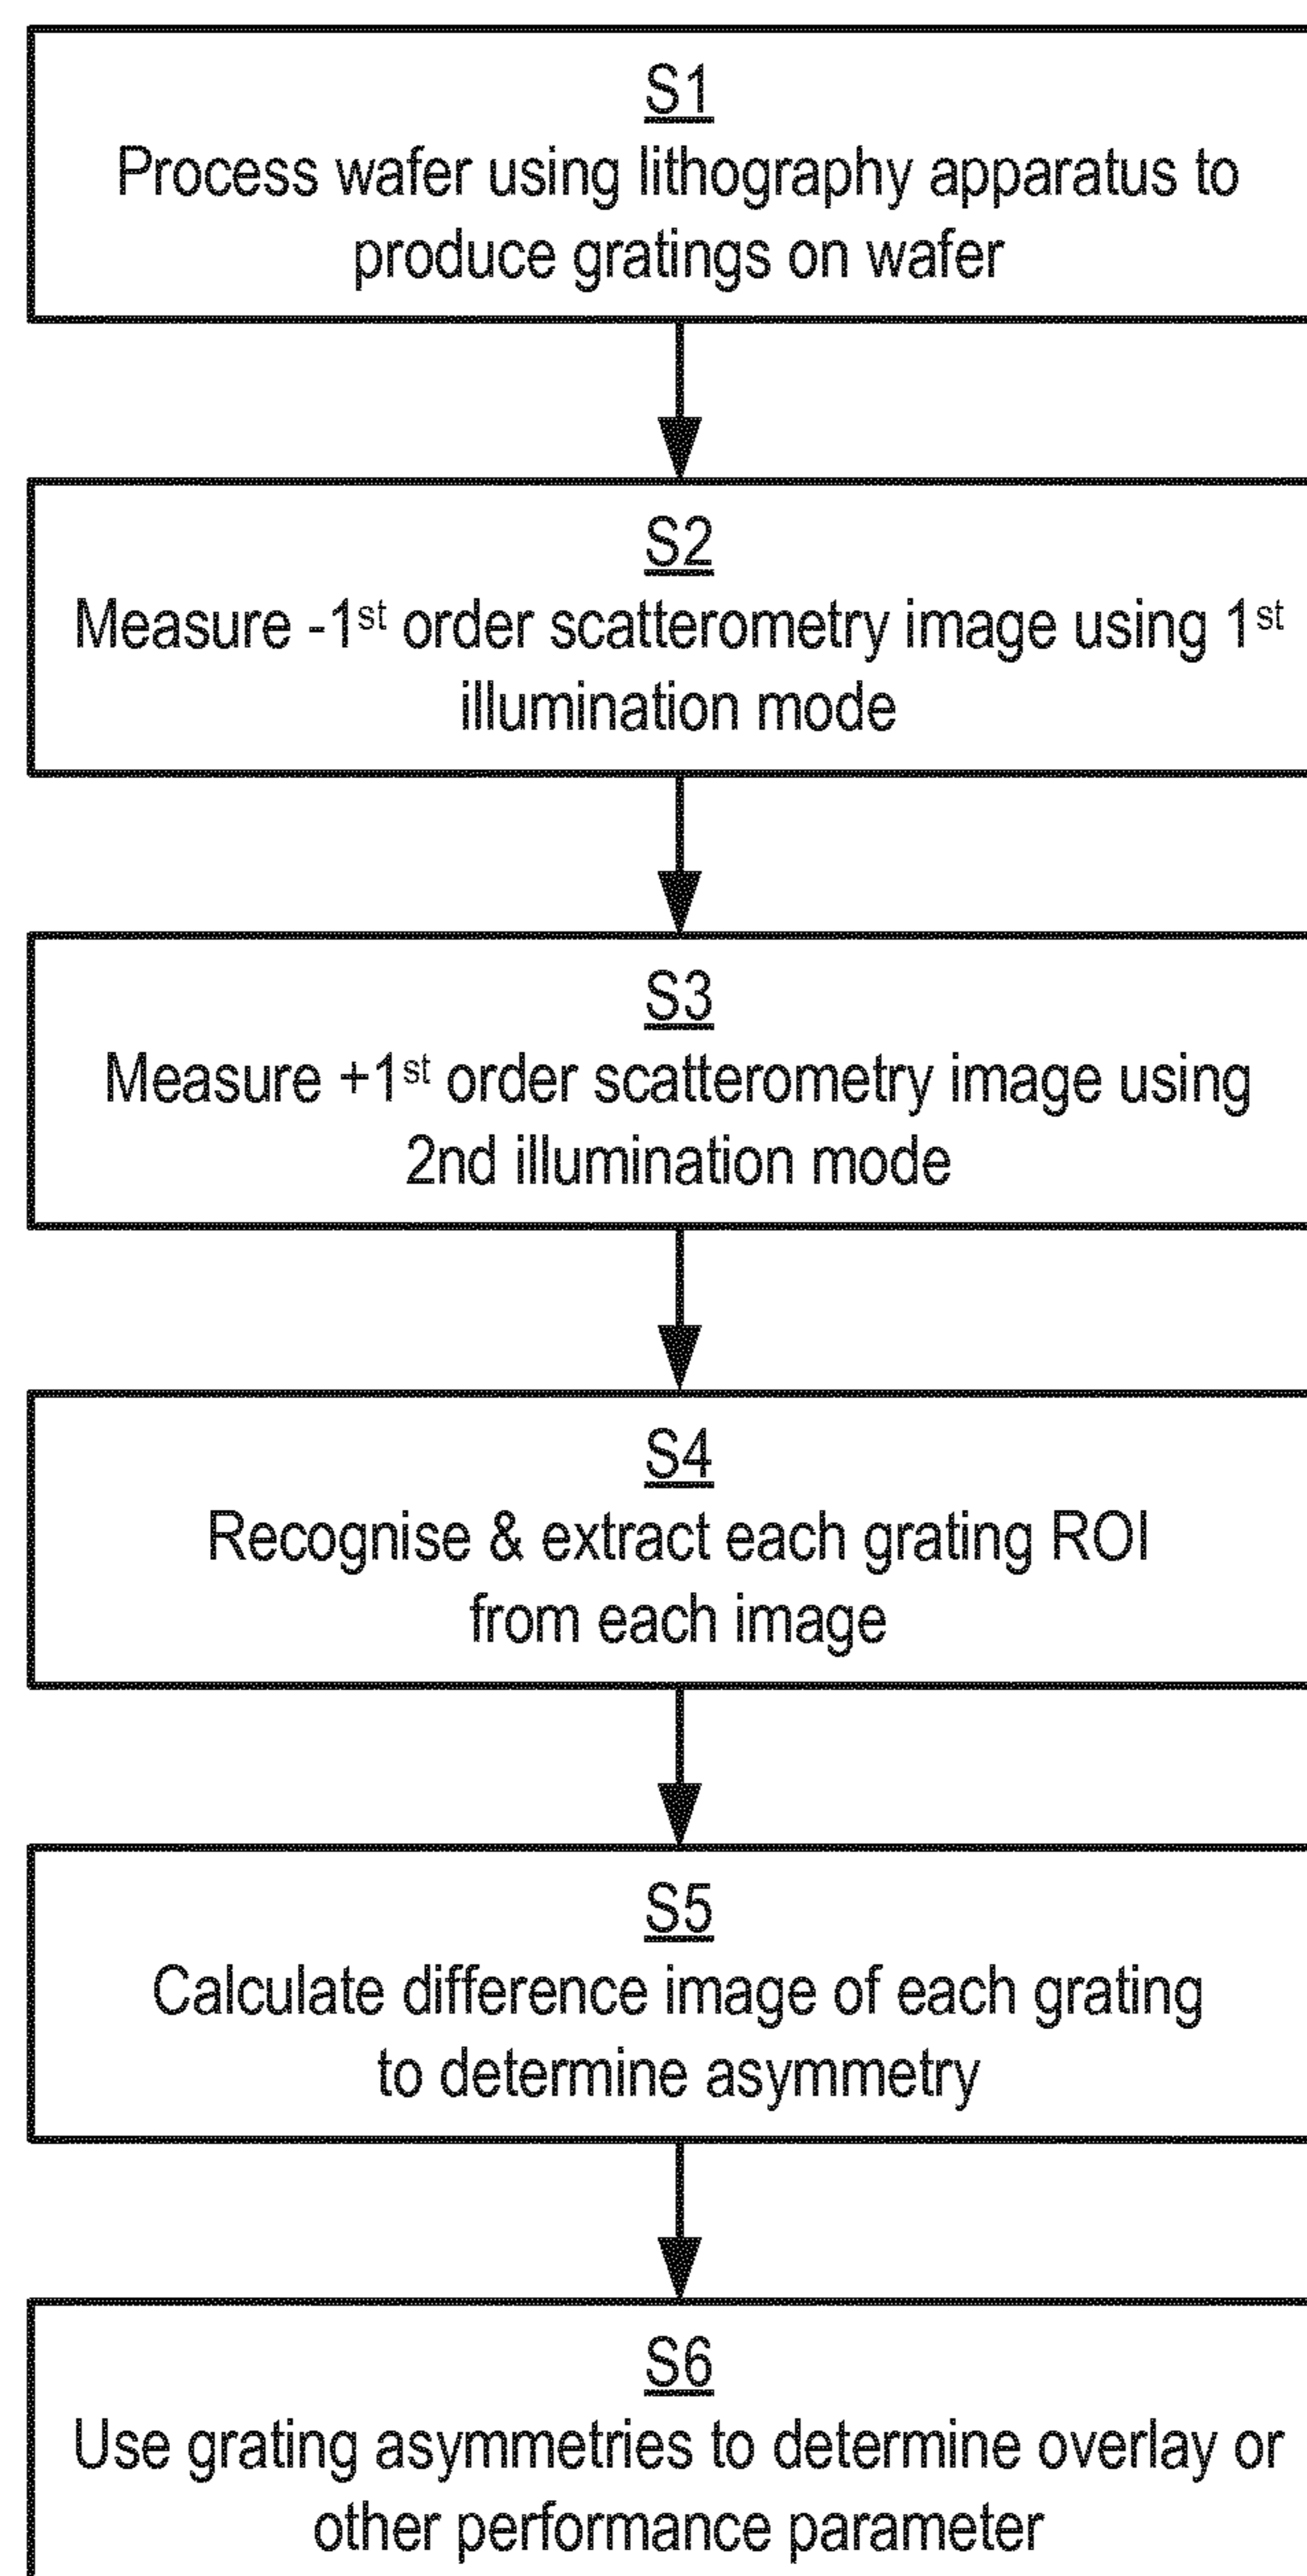 S1
Process wafer using lithography apparatus to
produce gratings on wafer
S2
Measure -1st order scatterometry image using 1st
illumination mode
S3
Measure +1st order scatterometry image using
2nd illumination mode
S4
Recognise & extract each grating ROI
from each image
S5
Calculate difference image of each grating
to determine asymmetry
S6
Use grating asymmetries to determine overlay or
other performance parameter